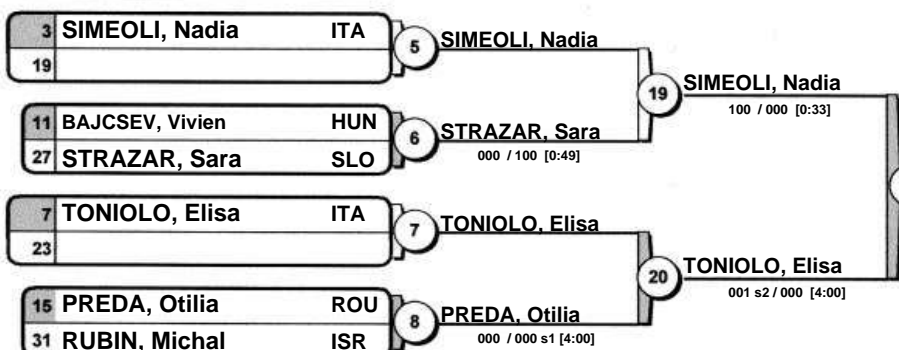 3 SIMEOLI, Nadia ITA
19
5
SIMEOLI, Nadia
11 BAJCSEV, Vivien HUN
27 STRAZAR, Sara SLO
6
STRAZAR, Sara
000 / 100 [0:49]
19
SIMEOLI, Nadia
100 / 000 [0:33]
7 TONIOLO, Elisa ITA
23
7
TONIOLO, Elisa
15 PREDA, Otilia ROU
31 RUBIN, Michal ISR
8
PREDA, Otilia
000 / 000 s1 [4:00]
20
TONIOLO, Elisa
001 s2 / 000 [4:00]